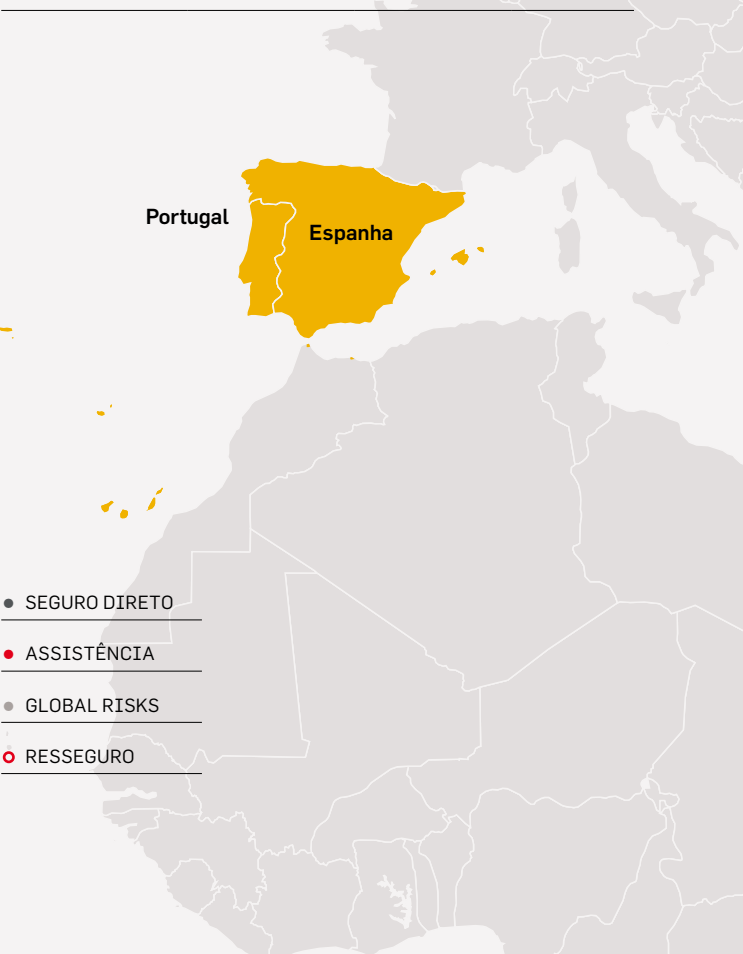 Portugal
Espanha
SEGURO DIRETO
ASSISTÊNCIA
GLOBAL RISKS
RESSEGURO